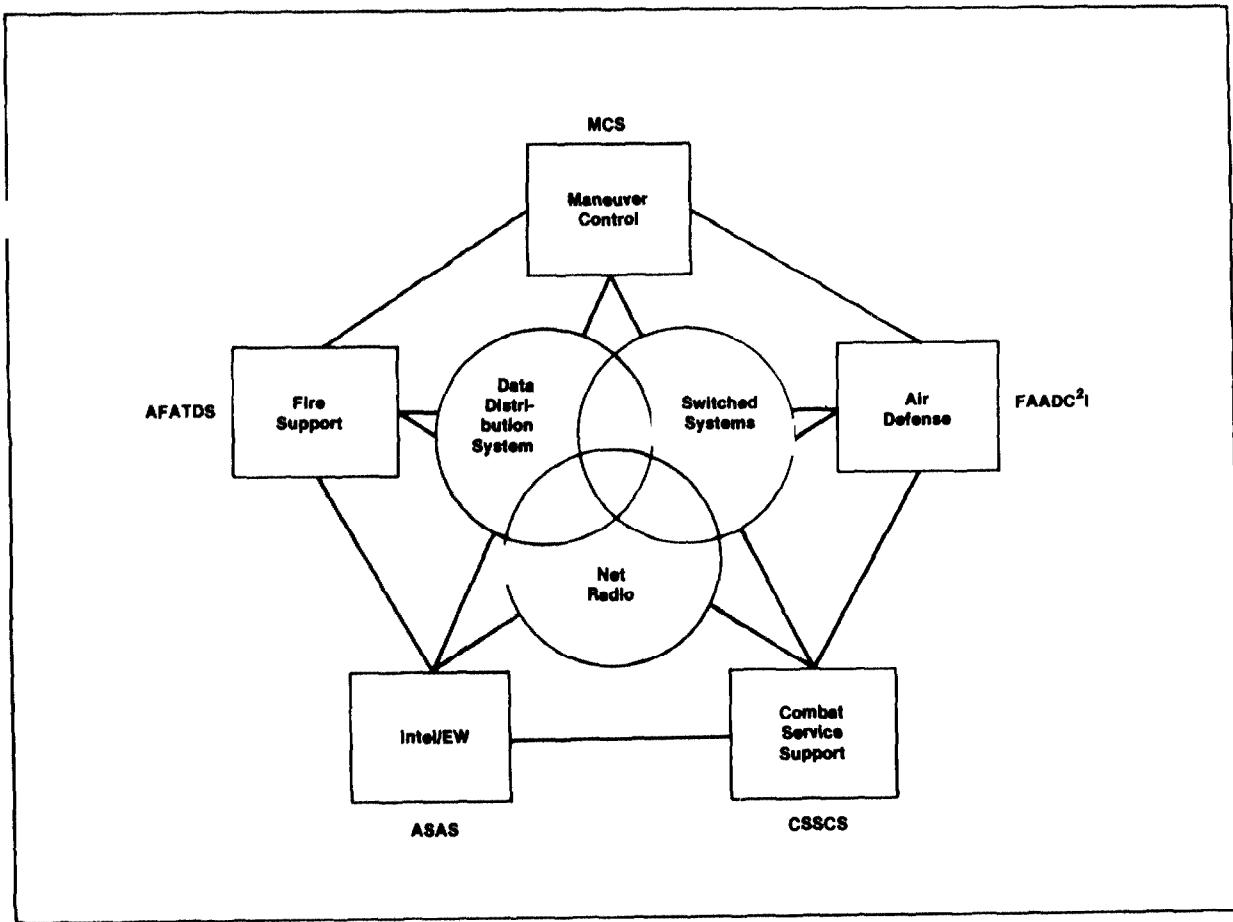 MCS
Maneuver
Control
AFATDS
Fire
Support
Data
Distri-
bution
System
Switched
Systems
Air
Defense
FAADC²I
Net
Radio
Intel/EW
Combat
Service
Support
ASAS
CSSCS